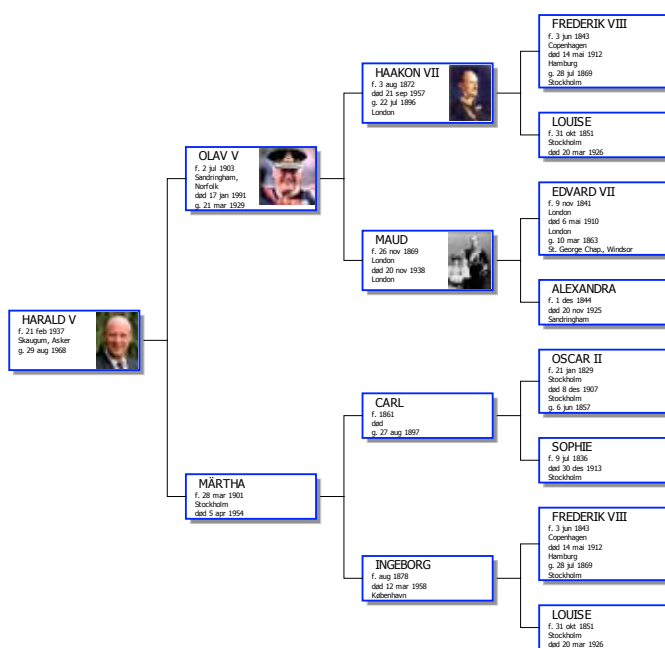 FREDERIK VIII
f. 3 jun 1843
Copenhagen
død 14 mai 1912
Hamburg
g. 28 jul 1869
Stockholm
HAAKON VII
f. 3 aug 1872
død 21 sep 1957
g. 22 jul 1896
London
LOUISE
f. 31 okt 1851
Stockholm
død 20 mar 1926
OLAV V
f. 2 jul 1903
Sandringham,
Norfolk
død 17 jan 1991
g. 21 mar 1929
EDVARD VII
f. 9 nov 1841
London
død 6 mai 1910
London
g. 10 mar 1863
St. George Chap., Windsor
MAUD
f. 26 nov 1869
London
død 20 nov 1938
London
ALEXANDRA
f. 1 des 1844
død 20 nov 1925
Sandringham
HARALD V
f. 21 feb 1937
Skaugum, Asker
g. 29 aug 1968
OSCAR II
f. 21 jan 1829
Stockholm
død 8 des 1907
Stockholm
g. 6 jun 1857
CARL
f. 1861
død
g. 27 aug 1897
SOPHIE
f. 9 jul 1836
død 30 des 1913
Stockholm
MÄRTHA
f. 28 mar 1901
Stockholm
død 5 apr 1954
FREDERIK VIII
f. 3 jun 1843
Copenhagen
død 14 mai 1912
Hamburg
g. 28 jul 1869
Stockholm
INGEBORG
f. aug 1878
død 12 mar 1958
København
LOUISE
f. 31 okt 1851
Stockholm
død 20 mar 1926